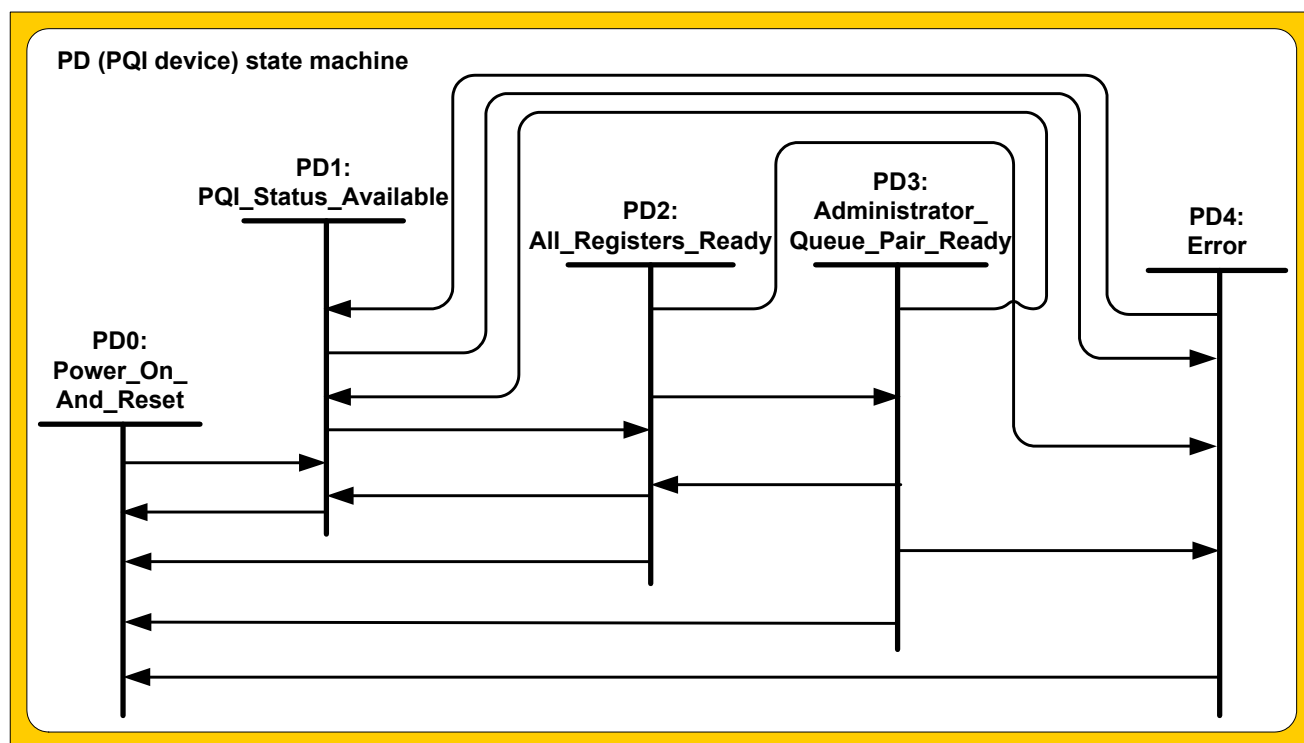 PD (PQI device) state machine
PD1:
PQI_Status_Available
PD2:
All_Registers_Ready
PD3:
Administrator_
Queue_Pair_Ready
PD4:
Error
PD0:
Power_On_
And_Reset